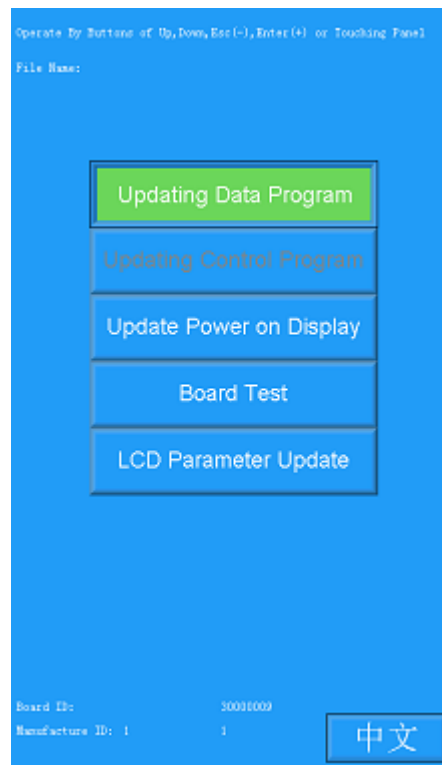 Operate By Buttons of Up,Down,Esc(-),Enter(+) or Touching Panel
File Name:
Updating Data Program
Updating Control Program
Update Power on Display
Board Test
LCD Parameter Update
Board ID: 30000009
Manufacture ID: 1 1
中文